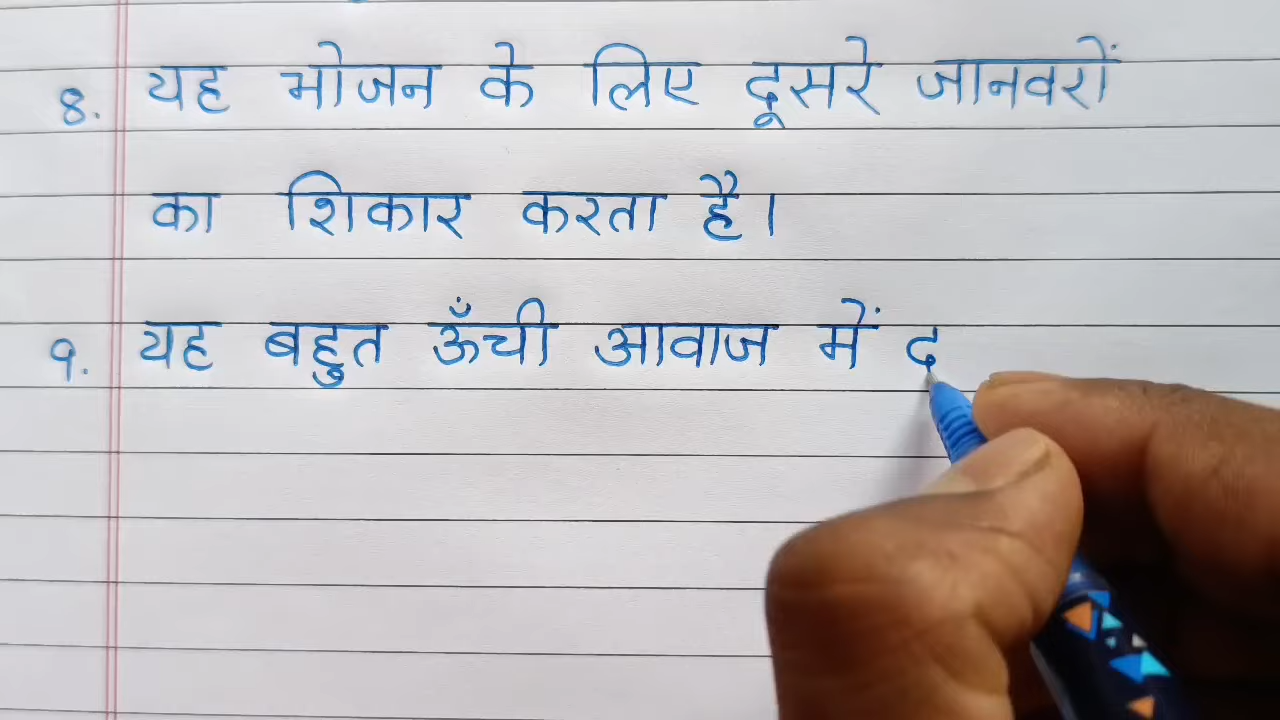 8. यह भोजन के लिए दूसरे जानवरों
का शिकार करता है।
9. यह बहुत ऊँची आवाज में द